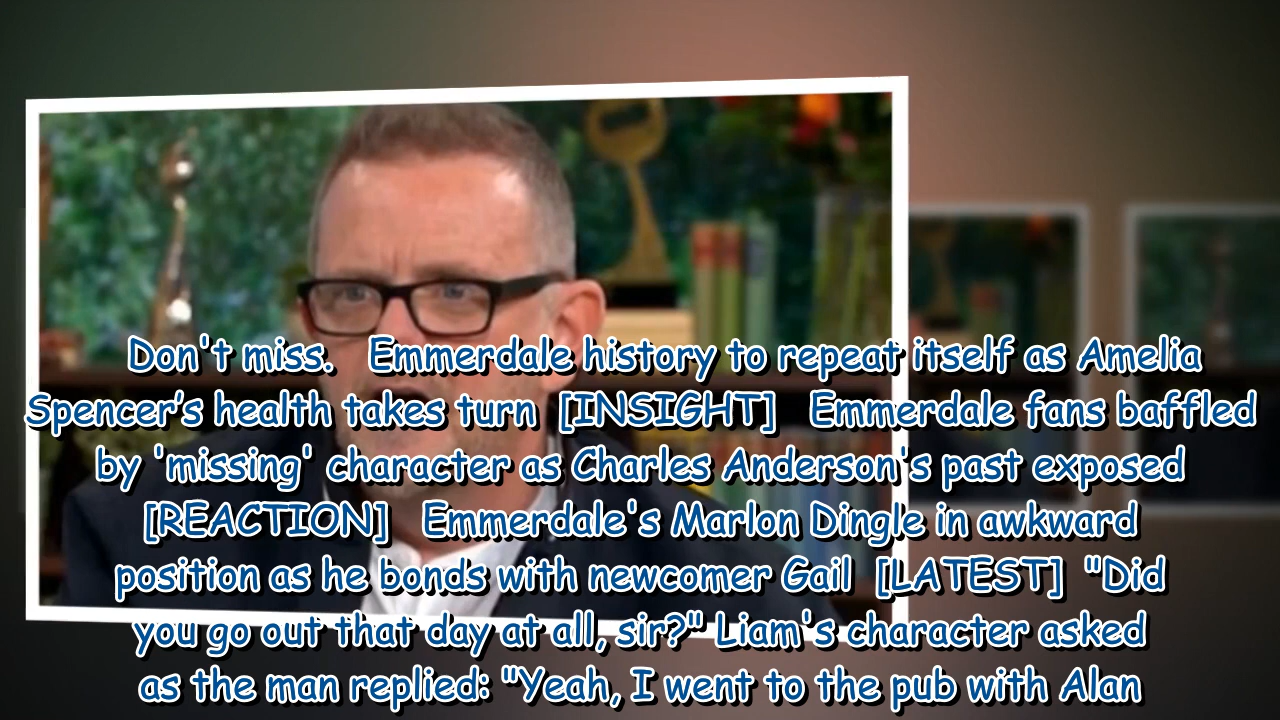 Don't miss.   Emmerdale history to repeat itself as Amelia
Spencer’s health takes turn  [INSIGHT]   Emmerdale fans baffled
by 'missing' character as Charles Anderson's past exposed
[REACTION]   Emmerdale's Marlon Dingle in awkward
position as he bonds with newcomer Gail  [LATEST]  "Did
you go out that day at all, sir?" Liam's character asked
as the man replied: "Yeah, I went to the pub with Alan